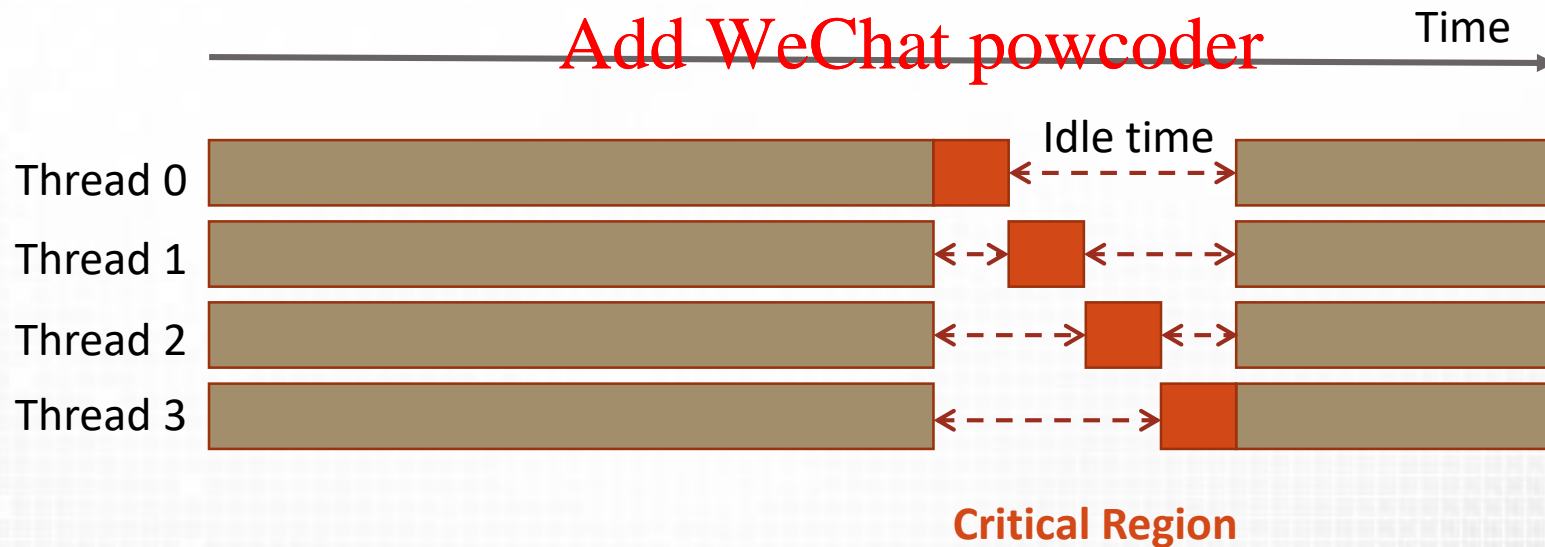 Add WeChat powcoder
Time
Idle time
Thread 0
Thread 1
Thread 2
Thread 3
Critical Region